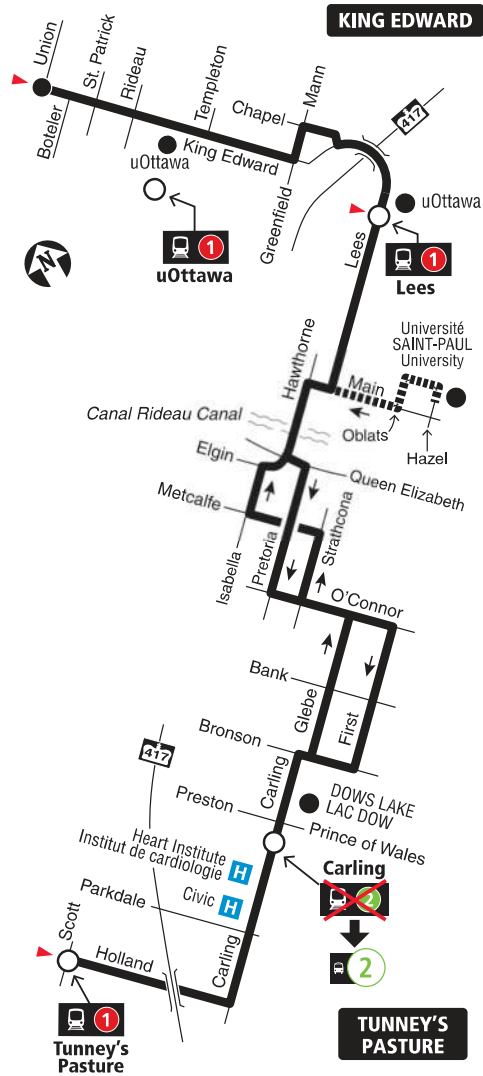 KING EDWARD
Union
St. Patrick
Rideau
Templeton
Mann
Chapel
417
Boteler
King Edward
uOttawa
Greenfield
uOttawa
1
uOttawa
N
Lees
1
Lees
Hawthorne
Université
SAINT-PAUL
University
Main
Oblats
Hazel
Canal Rideau Canal
Elgin
Queen Elizabeth
Metcalfe
Strathcona
Isabella
Pretoria
O'Connor
Bank
Glebe
First
Bronson
417
Carling
DOWS LAKE
LAC DOW
Preston
Prince of Wales
Heart Institute
Institut de cardiologie
H
Carling
2
Civic
H
Parkdale
2
Scott
Holland
Carling
1
Tunney's
Pasture
TUNNEY'S
PASTURE